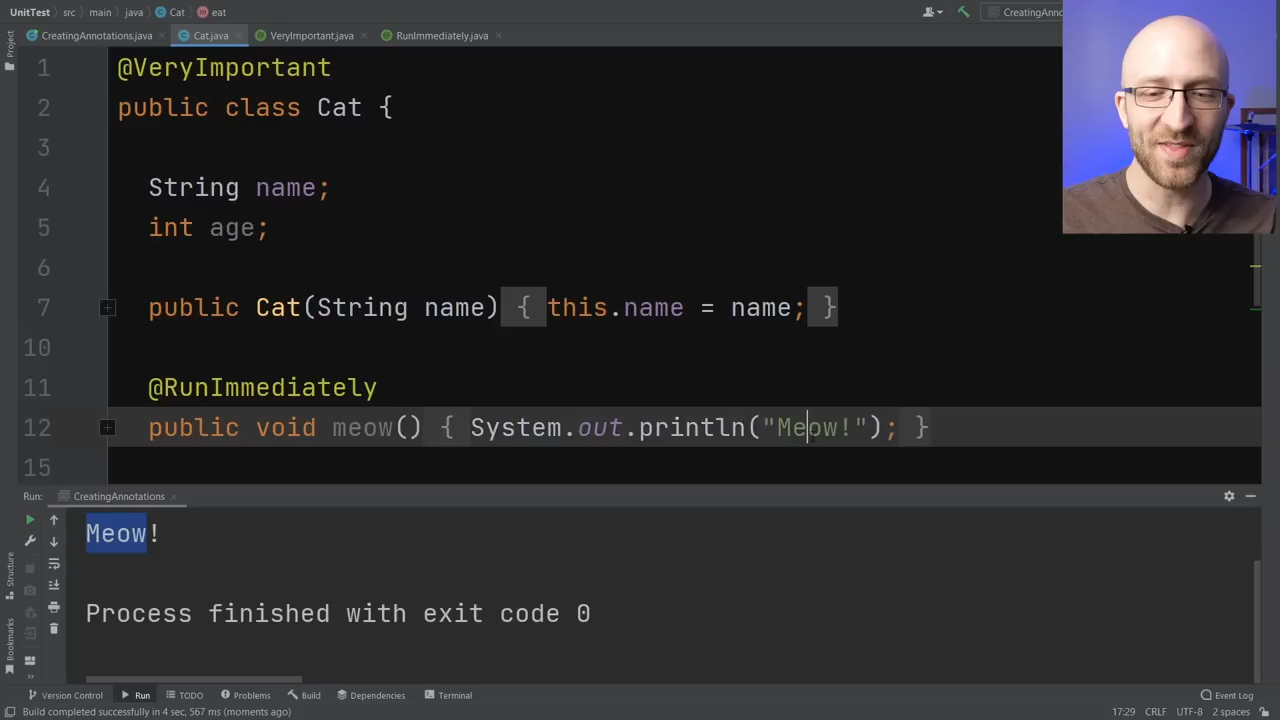 UnitTest src main java Cat eat
CreatingAnnotations.java Cat.java VeryImportant.java RunImmediately.java
Project
1 @VeryImportant
2 public class Cat {
3
4 String name;
5 int age;
6
7 public Cat(String name) { this.name = name; }
10
11 @RunImmediately
12 public void meow() { System.out.println("Meow!"); }
15
Run: CreatingAnnotations
Meow!
Process finished with exit code 0
Structure
Bookmarks
Version Control Run TODO Problems Build Dependencies Terminal Event Log
Build completed successfully in 4 sec, 567 ms (moments ago) 17:29 CRLF UTF-8 2 spaces